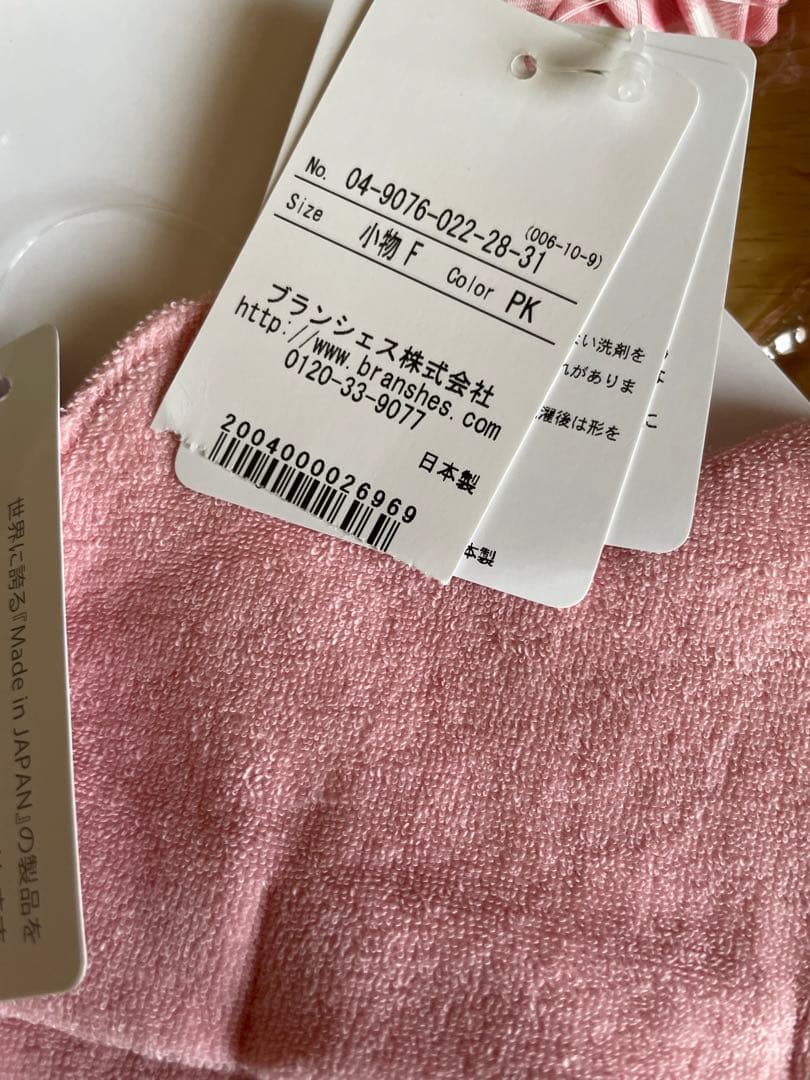 No. 04-9076-022-28-31
(006-10-9)
Size 小物 F Color PK
ブランシェス株式会社
http://www.branshes.com
0120-33-9077
2004000026969
日本製
い洗剤を
がありま
濯後は形を
に
本製
世界に誇る『Made in JAPAN』の製品を